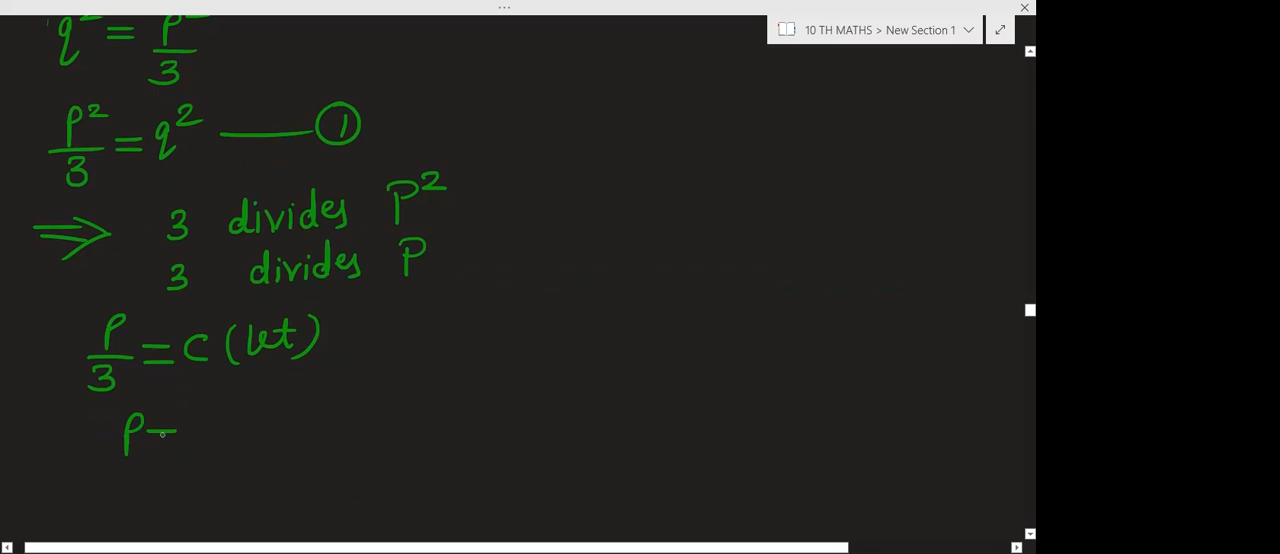 10 TH MATHS > New Section 1
q² = p²/3
p²/3 = q² —— ①
⇒ 3 divides P²
3 divides P
p/3 = c (let)
P −